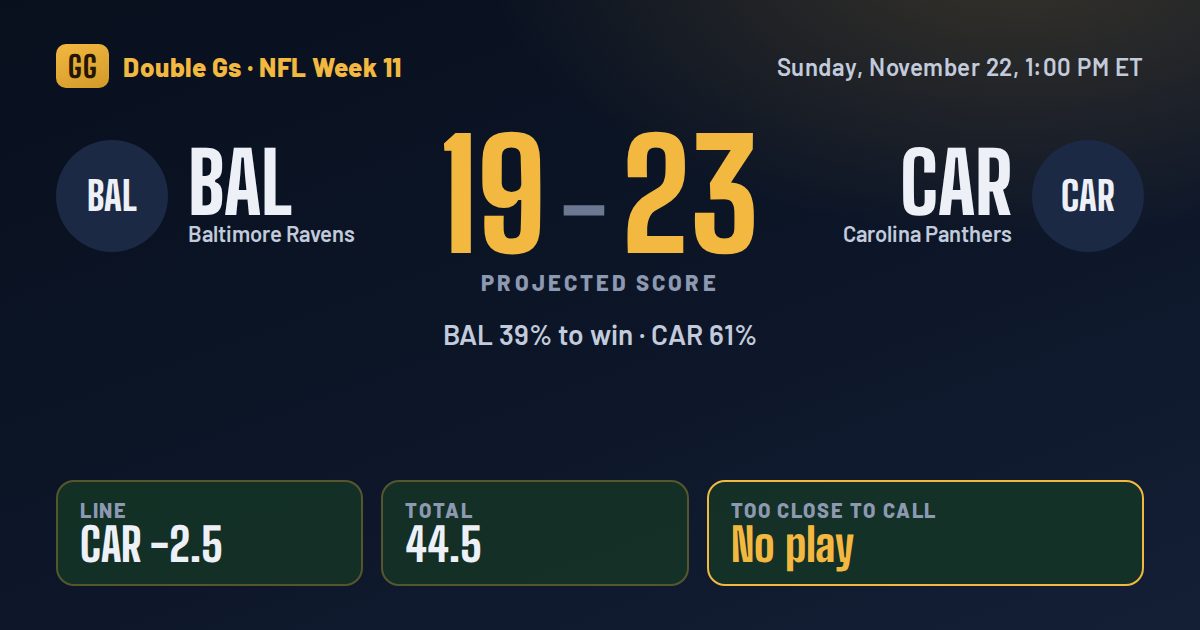 GG
Double Gs · NFL Week 11
Sunday, November 22, 1:00 PM ET
BAL
BAL
Baltimore Ravens
19 – 23
PROJECTED SCORE
BAL 39% to win · CAR 61%
CAR
Carolina Panthers
CAR
LINE
CAR -2.5
TOTAL
44.5
TOO CLOSE TO CALL
No play